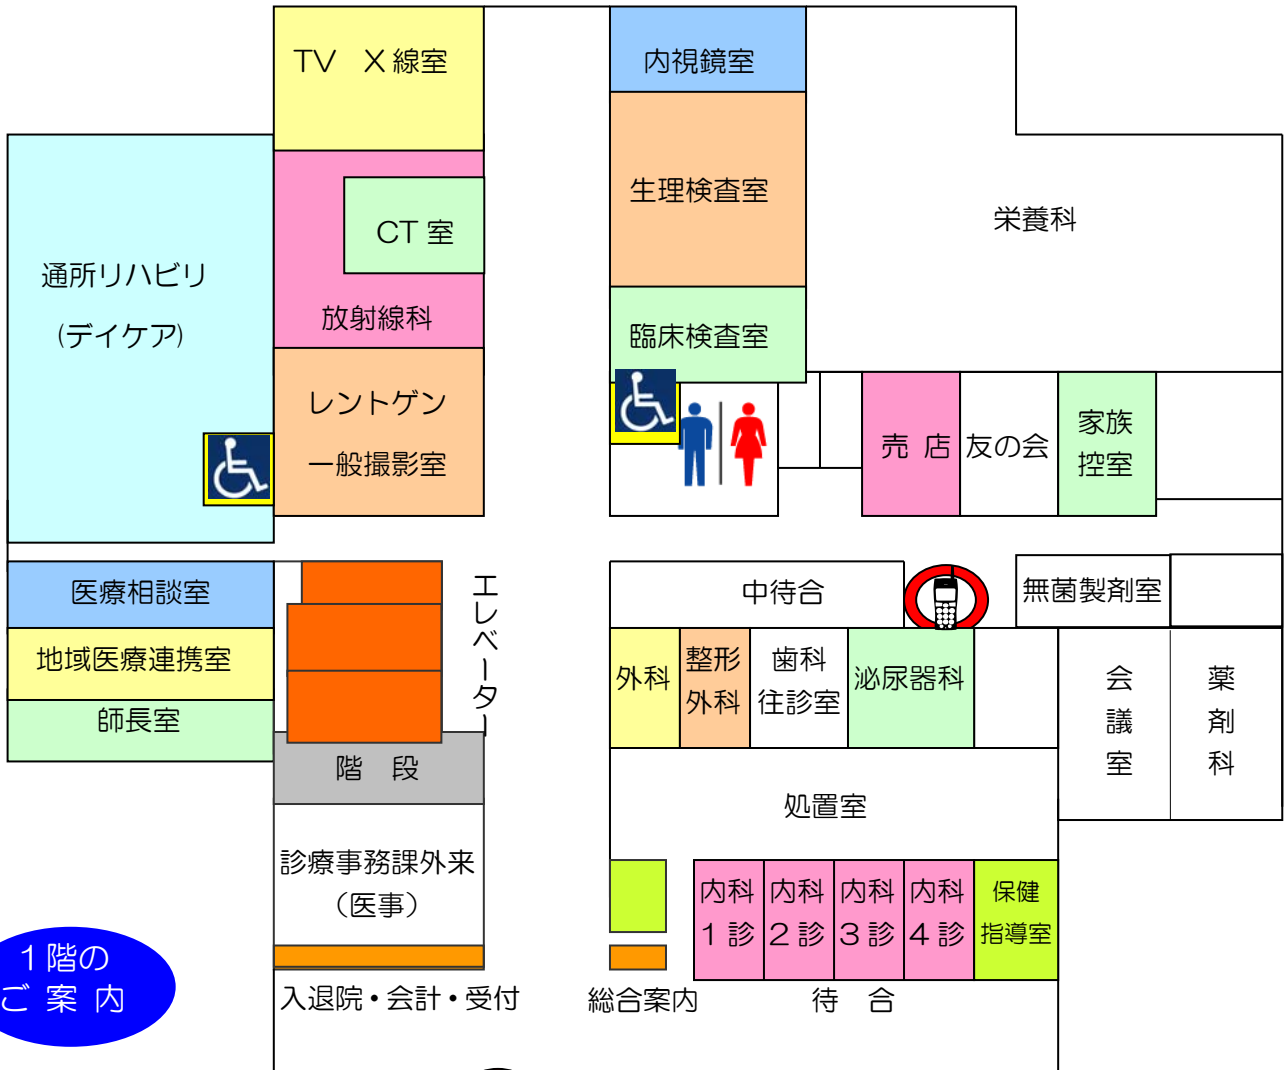 TV　X線室
内視鏡室
生理検査室
CT 室
栄養科
通所リハビリ
(デイケア)
放射線科
臨床検査室
レントゲン
一般撮影室
売 店
友の会
家族
控室
医療相談室
エレベーター
中待合
無菌製剤室
地域医療連携室
外科
整形
外科
歯科
往診室
泌尿器科
会議室
薬剤科
師長室
階　段
処置室
診療事務課外来
（医事）
内科
１診
内科
２診
内科
３診
内科
４診
保健
指導室
１階の
ご 案 内
入退院・会計・受付
総合案内
待　合